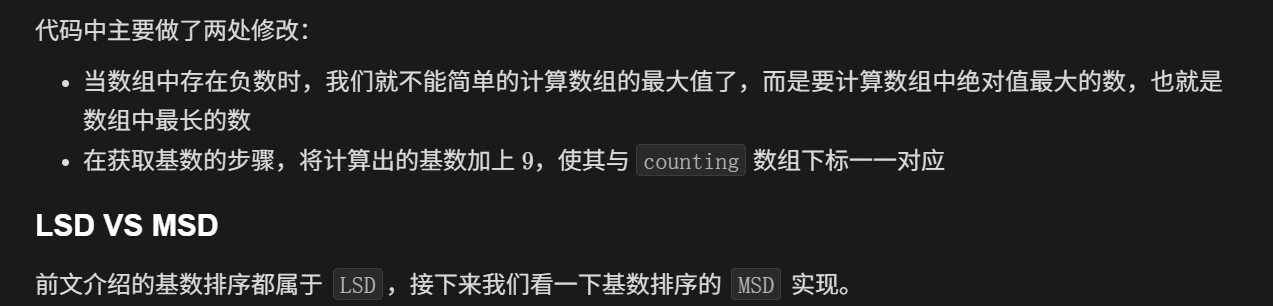 代码中主要做了两处修改：
• 当数组中存在负数时，我们就不能简单的计算数组的最大值了，而是要计算数组中绝对值最大的数，也就是
数组中最长的数
• 在获取基数的步骤，将计算出的基数加上 9，使其与 counting 数组下标一一对应
LSD VS MSD
前文介绍的基数排序都属于 LSD，接下来我们看一下基数排序的 MSD 实现。